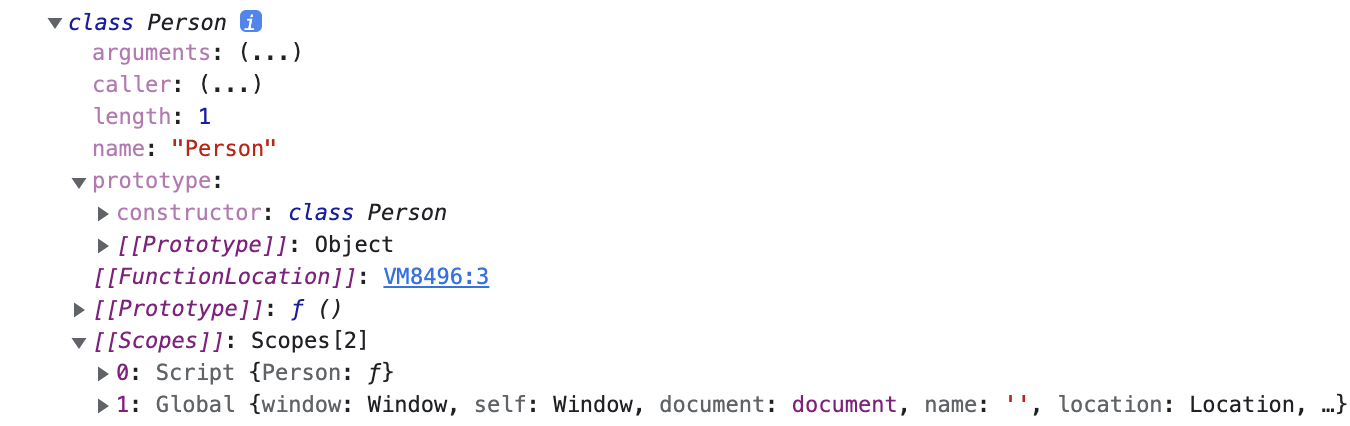 ▼ class Person i
arguments: (...)
caller: (...)
length: 1
name: "Person"
▼ prototype:
▶ constructor: class Person
▶ [[Prototype]]: Object
[[FunctionLocation]]: VM8496:3
▶ [[Prototype]]: ƒ ()
▼ [[Scopes]]: Scopes[2]
▶ 0: Script {Person: ƒ}
▶ 1: Global {window: Window, self: Window, document: document, name: '', location: Location, …}